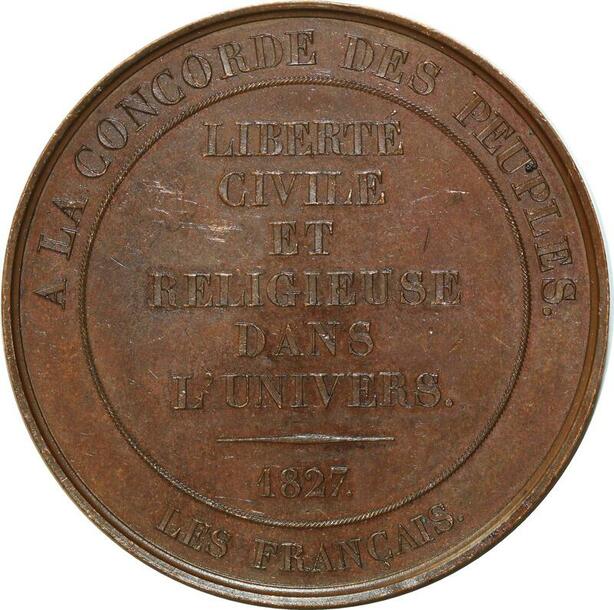 A LA CONCORDE DES PEUPLES.
LIBERTÉ
CIVILE
ET
RELIGIEUSE
DANS
L'UNIVERS.
1827.
LES FRANÇAIS.